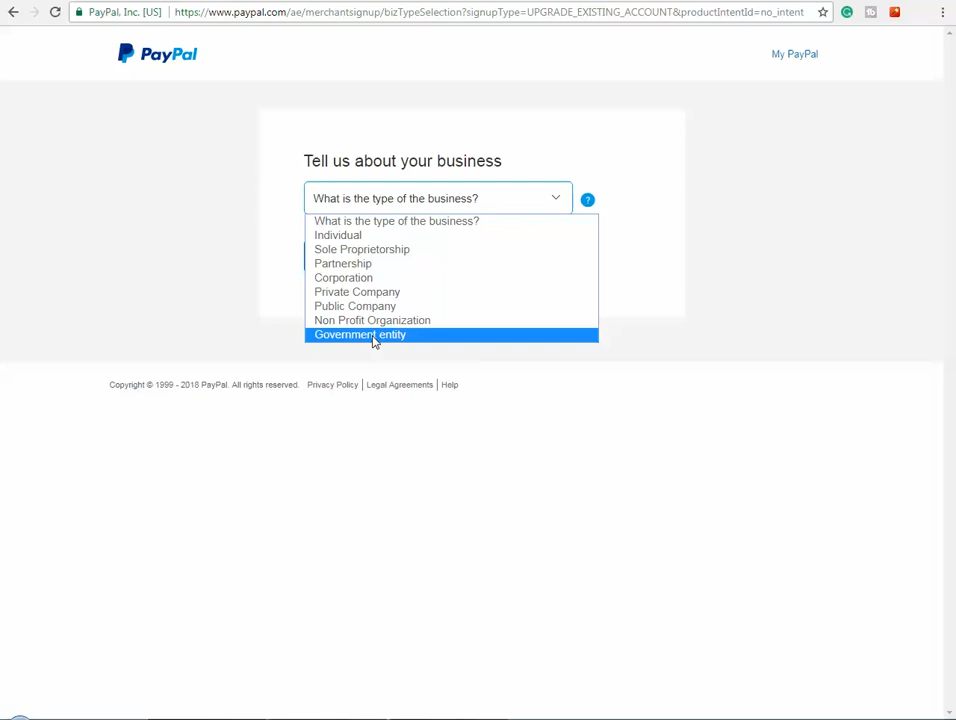 PayPal, Inc. [US] https://www.paypal.com/ae/merchantsignup/bizTypeSelection?signupType=UPGRADE_EXISTING_ACCOUNT&productIntentId=no_intent
PayPal
My PayPal
Tell us about your business
What is the type of the business?
?
What is the type of the business?
Individual
Sole Proprietorship
Partnership
Corporation
Private Company
Public Company
Non Profit Organization
Government entity
Copyright © 1999 - 2018 PayPal. All rights reserved. Privacy Policy | Legal Agreements | Help